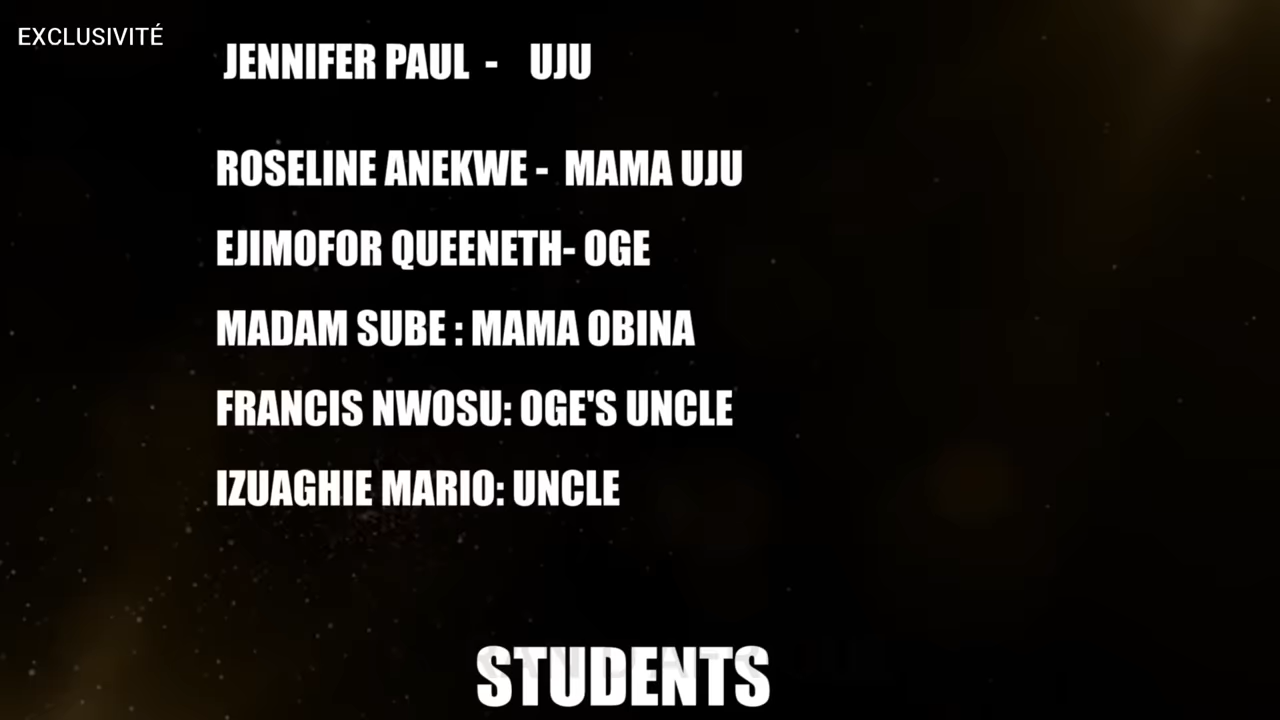 EXCLUSIVITÉ
JENNIFER PAUL - UJU
ROSELINE ANEKWE - MAMA UJU
EJIMOFOR QUEENETH- OGE
MADAM SUBE : MAMA OBINA
FRANCIS NWOSU: OGE'S UNCLE
IZUAGHIE MARIO: UNCLE
STUDENTS